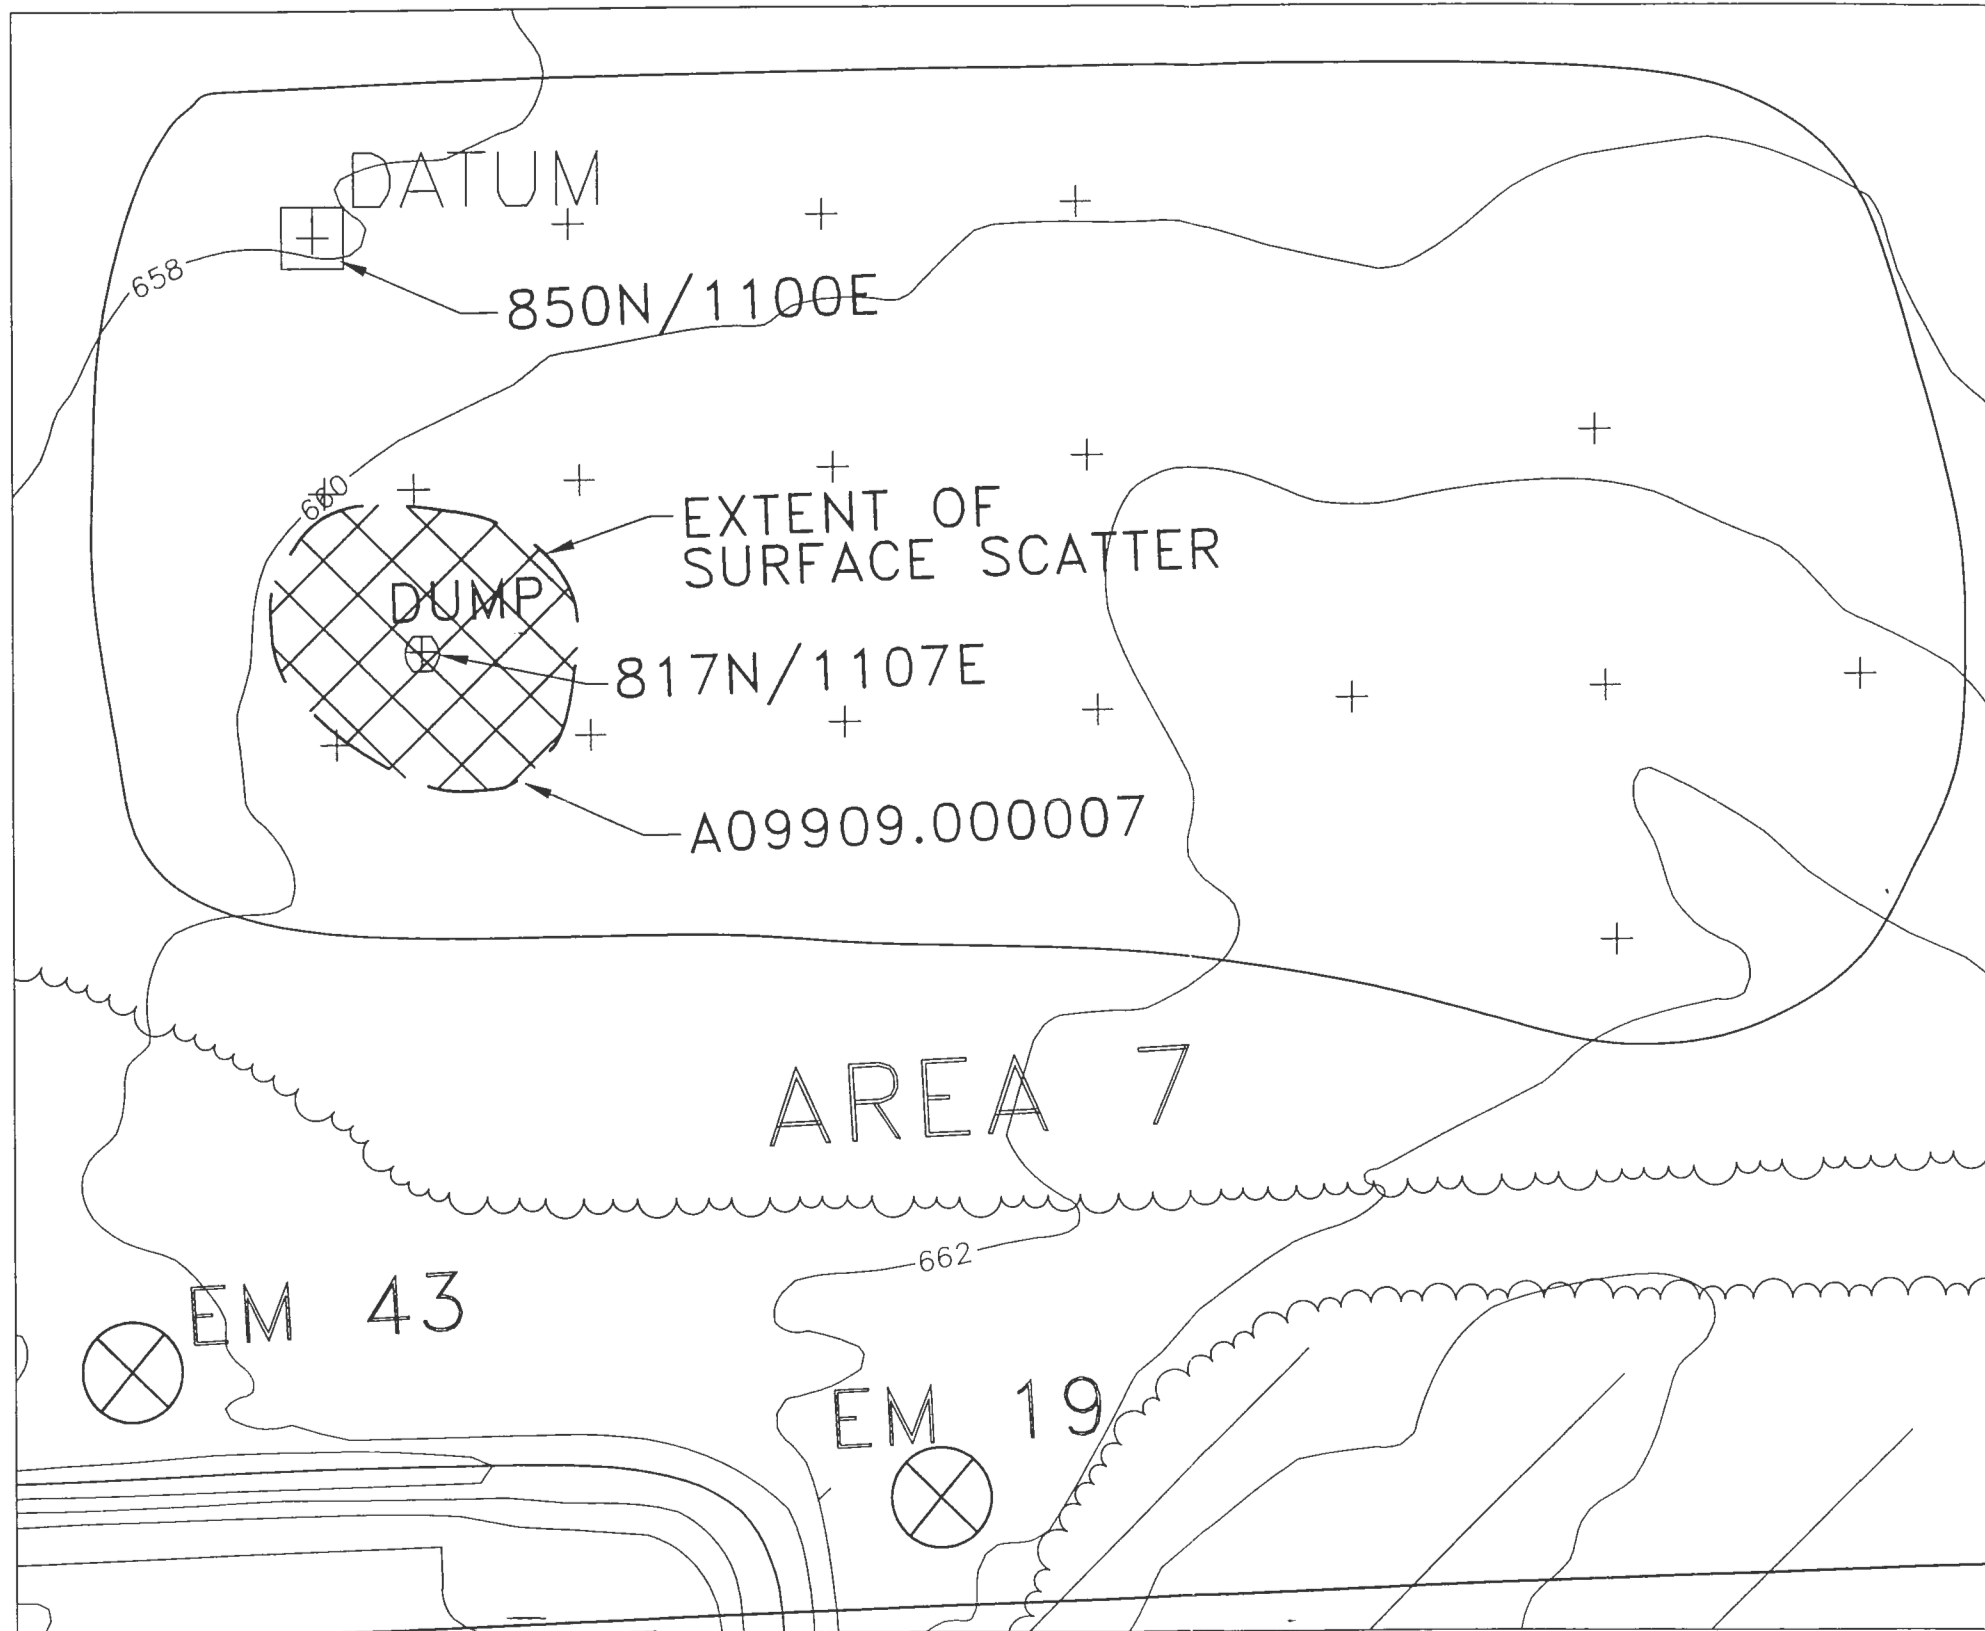 DATUM
658
850N/1100E
660
EXTENT OF
SURFACE SCATTER
DUMP
817N/1107E
A09909.000007
AREA 7
662
EM 43
EM 19